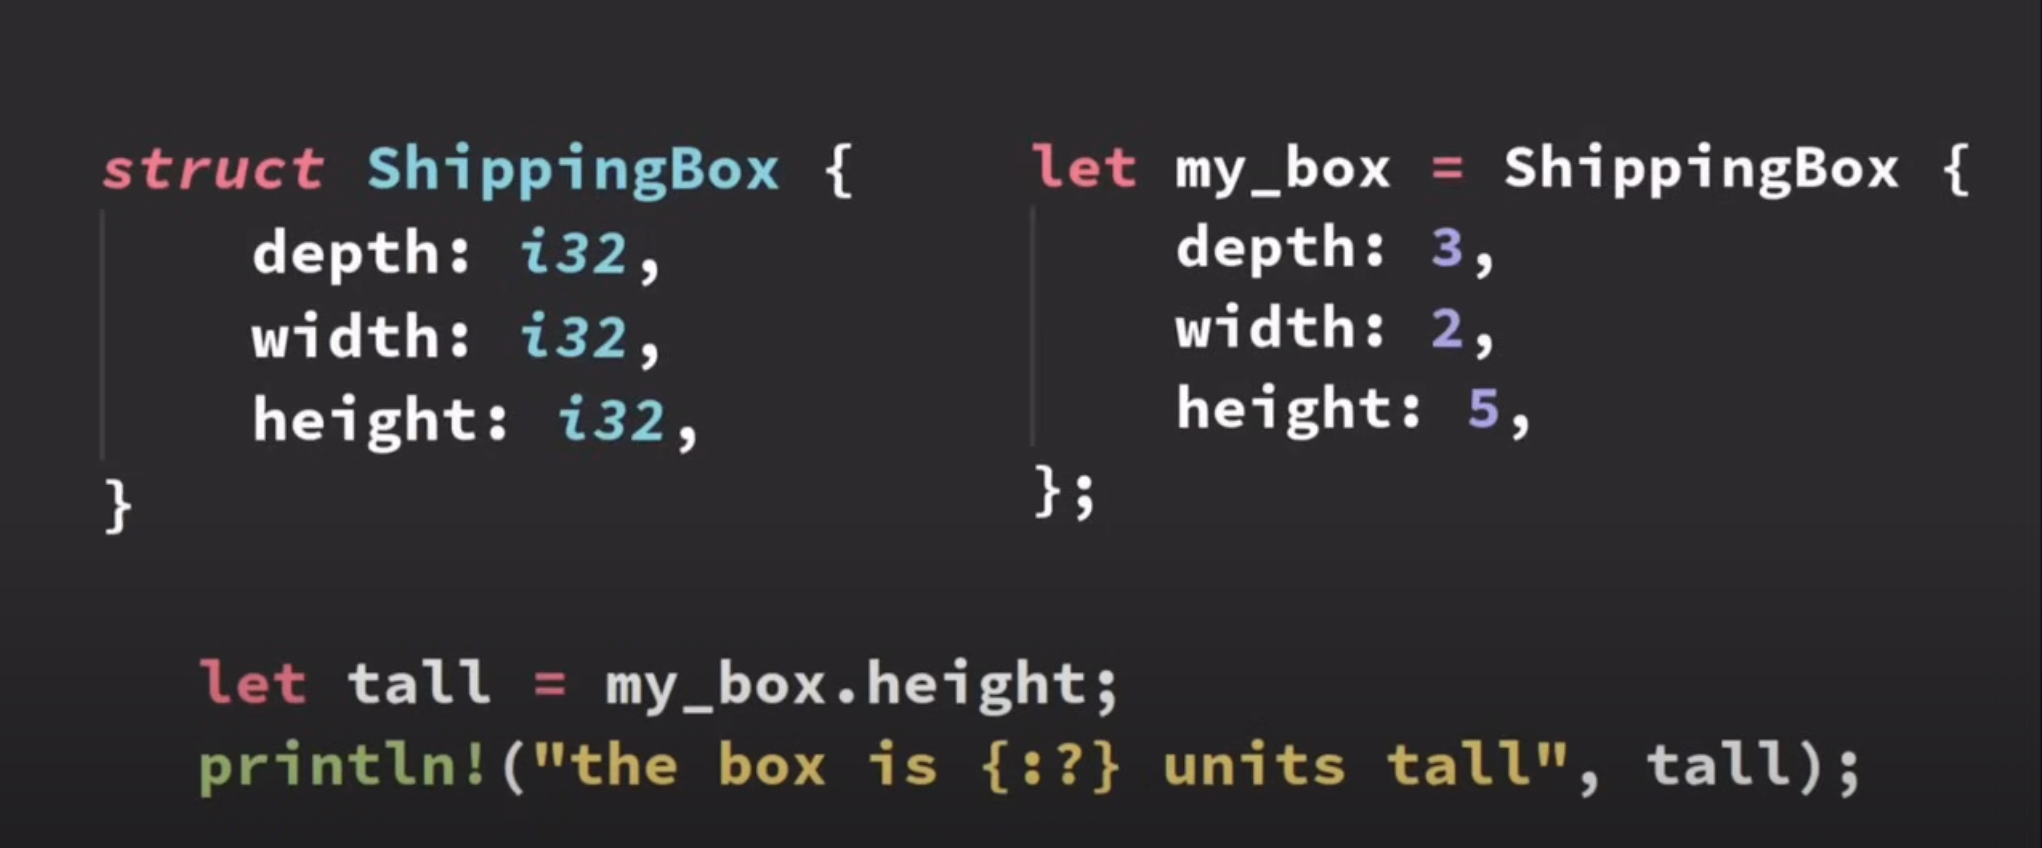 struct ShippingBox {
    depth: i32,
    width: i32,
    height: i32,
}
let my_box = ShippingBox {
    depth: 3,
    width: 2,
    height: 5,
};
let tall = my_box.height;
println!("the box is {:?} units tall", tall);